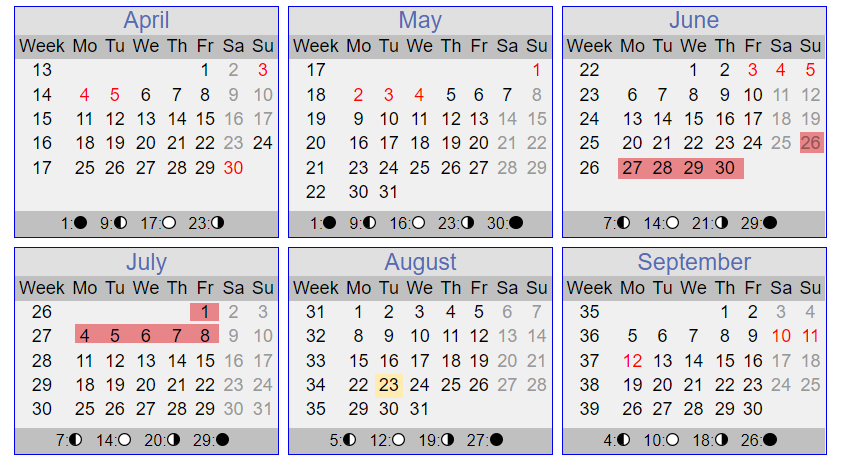 April
Week Mo Tu We Th Fr Sa Su
13 1 2 3
14 4 5 6 7 8 9 10
15 11 12 13 14 15 16 17
16 18 19 20 21 22 23 24
17 25 26 27 28 29 30
1: 9: 17: 23:
May
Week Mo Tu We Th Fr Sa Su
17 1
18 2 3 4 5 6 7 8
19 9 10 11 12 13 14 15
20 16 17 18 19 20 21 22
21 23 24 25 26 27 28 29
22 30 31
1: 9: 16: 23: 30:
June
Week Mo Tu We Th Fr Sa Su
22 1 2 3 4 5
23 6 7 8 9 10 11 12
24 13 14 15 16 17 18 19
25 20 21 22 23 24 25 26
26 27 28 29 30
7: 14: 21: 29:
July
Week Mo Tu We Th Fr Sa Su
26 1 2 3
27 4 5 6 7 8 9 10
28 11 12 13 14 15 16 17
29 18 19 20 21 22 23 24
30 25 26 27 28 29 30 31
7: 14: 20: 29:
August
Week Mo Tu We Th Fr Sa Su
31 1 2 3 4 5 6 7
32 8 9 10 11 12 13 14
33 15 16 17 18 19 20 21
34 22 23 24 25 26 27 28
35 29 30 31
5: 12: 19: 27:
September
Week Mo Tu We Th Fr Sa Su
35 1 2 3 4
36 5 6 7 8 9 10 11
37 12 13 14 15 16 17 18
38 19 20 21 22 23 24 25
39 26 27 28 29 30
4: 10: 18: 26: